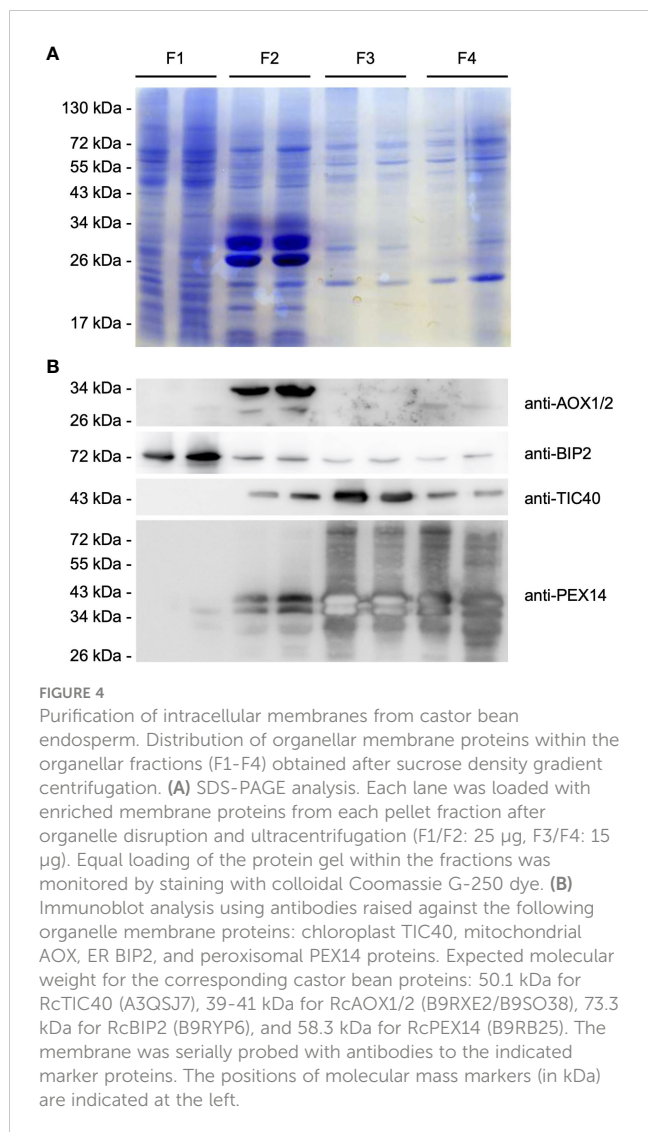 A
F1 F2 F3 F4
130 kDa -
72 kDa -
55 kDa -
43 kDa -
34 kDa -
26 kDa -
17 kDa -
B
34 kDa -
26 kDa -
anti-AOX1/2
72 kDa -
anti-BIP2
43 kDa -
anti-TIC40
72 kDa -
55 kDa -
43 kDa -
34 kDa -
26 kDa -
anti-PEX14
FIGURE 4
Purification of intracellular membranes from castor bean
endosperm. Distribution of organellar membrane proteins within the
organellar fractions (F1-F4) obtained after sucrose density gradient
centrifugation. (A) SDS-PAGE analysis. Each lane was loaded with
enriched membrane proteins from each pellet fraction after
organelle disruption and ultracentrifugation (F1/F2: 25 µg, F3/F4: 15
µg). Equal loading of the protein gel within the fractions was
monitored by staining with colloidal Coomassie G-250 dye. (B)
Immunoblot analysis using antibodies raised against the following
organelle membrane proteins: chloroplast TIC40, mitochondrial
AOX, ER BIP2, and peroxisomal PEX14 proteins. Expected molecular
weight for the corresponding castor bean proteins: 50.1 kDa for
RcTIC40 (A3QSJ7), 39-41 kDa for RcAOX1/2 (B9RXE2/B9SO38), 73.3
kDa for RcBIP2 (B9RYP6), and 58.3 kDa for RcPEX14 (B9RB25). The
membrane was serially probed with antibodies to the indicated
marker proteins. The positions of molecular mass markers (in kDa)
are indicated at the left.